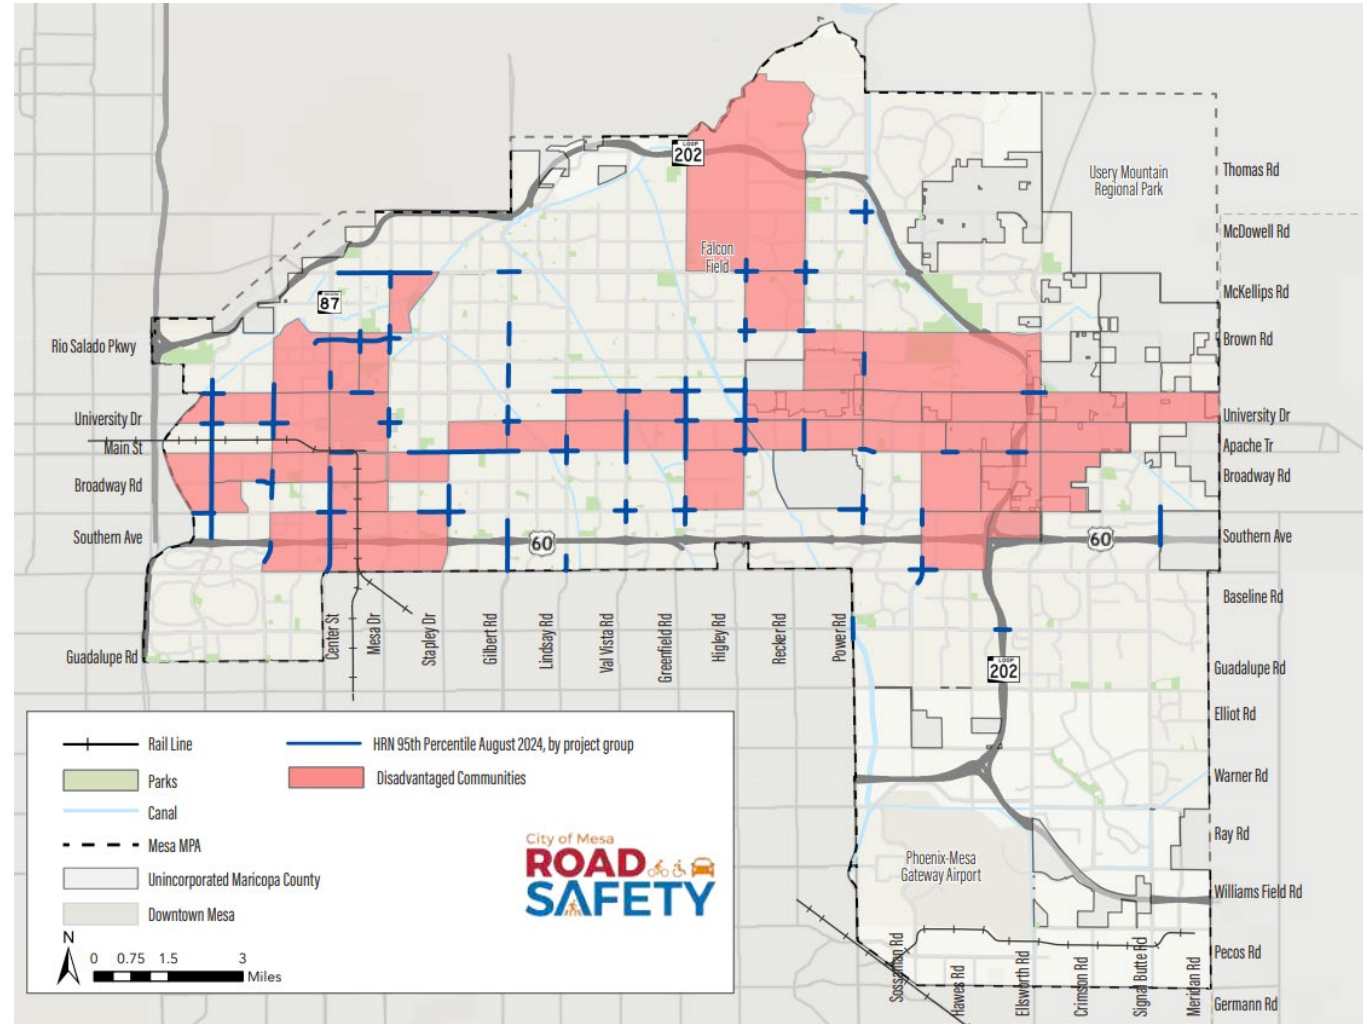 LOOP
202
Usery Mountain
Regional Park
Thomas Rd
McDowell Rd
Falcon
Field
McKellips Rd
87
Rio Salado Pkwy
Brown Rd
University Dr
University Dr
Main St
Apache Tr
Broadway Rd
Broadway Rd
Southern Ave
60
60
Southern Ave
Baseline Rd
Guadalupe Rd
Center St
Mesa Dr
Stapley Dr
Gilbert Rd
Lindsay Rd
Val Vista Rd
Greenfield Rd
Higley Rd
Recker Rd
Power Rd
LOOP
202
Guadalupe Rd
Elliot Rd
Warner Rd
Ray Rd
Phoenix-Mesa
Gateway Airport
Williams Field Rd
Pecos Rd
Sossaman Rd
Hawes Rd
Ellsworth Rd
Crimson Rd
Signal Butte Rd
Meridan Rd
Germann Rd
Rail Line
HRN 95th Percentile August 2024, by project group
Parks
Disadvantaged Communities
Canal
Mesa MPA
Unincorporated Maricopa County
Downtown Mesa
City of Mesa
ROAD
SAFETY
N
0 0.75 1.5 3
Miles